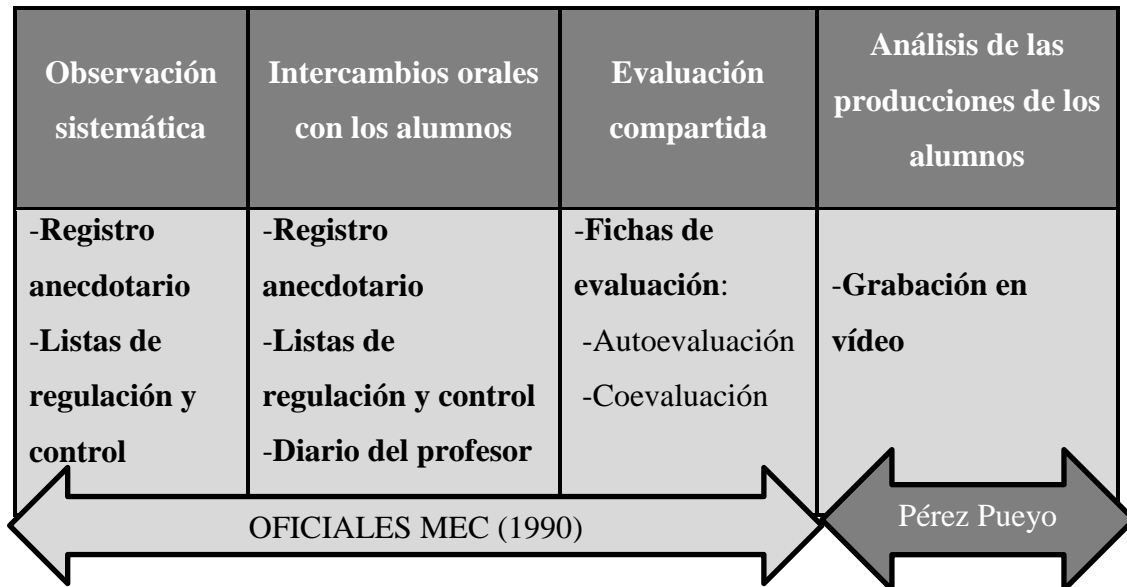 Observación
sistemática
Intercambios orales
con los alumnos
Evaluación
compartida
Análisis de las
producciones de los
alumnos
-Registro
anecdotario
-Listas de
regulación y
control
-Registro
anecdotario
-Listas de
regulación y control
-Diario del profesor
-Fichas de
evaluación:
-Autoevaluación
-Coevaluación
-Grabación en
vídeo
OFICIALES MEC (1990)
Pérez Pueyo